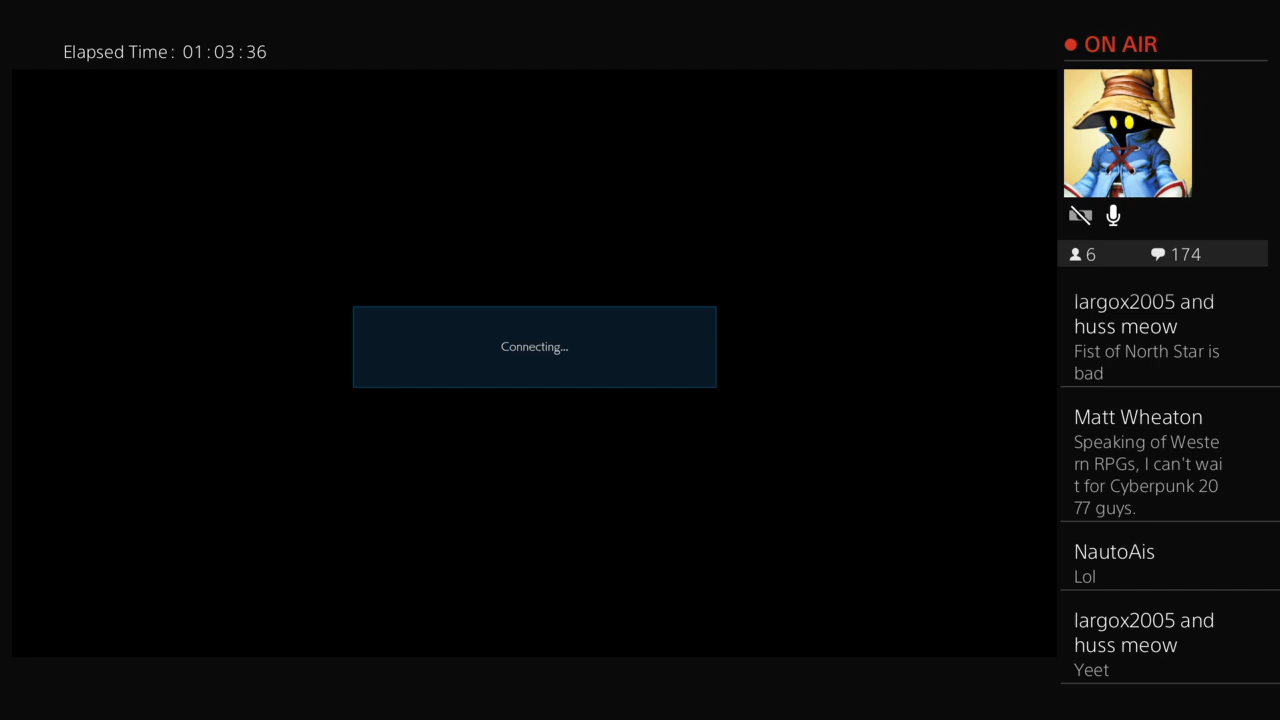 Elapsed Time: 01:03:36
ON AIR
6 174
Connecting...
largox2005 and
huss meow
Fist of North Star is
bad
Matt Wheaton
Speaking of Weste
rn RPGs, I can't wai
t for Cyberpunk 20
77 guys.
NautoAis
Lol
largox2005 and
huss meow
Yeet